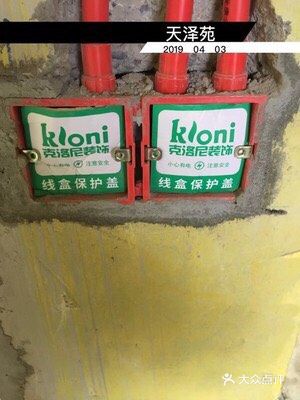 天泽苑
2019 04 03
kloni
克洛尼装饰
小心有电 注意安全
线盒保护盖
kloni
克洛尼装饰
小心有电 注意安全
线盒保护盖
大众点评